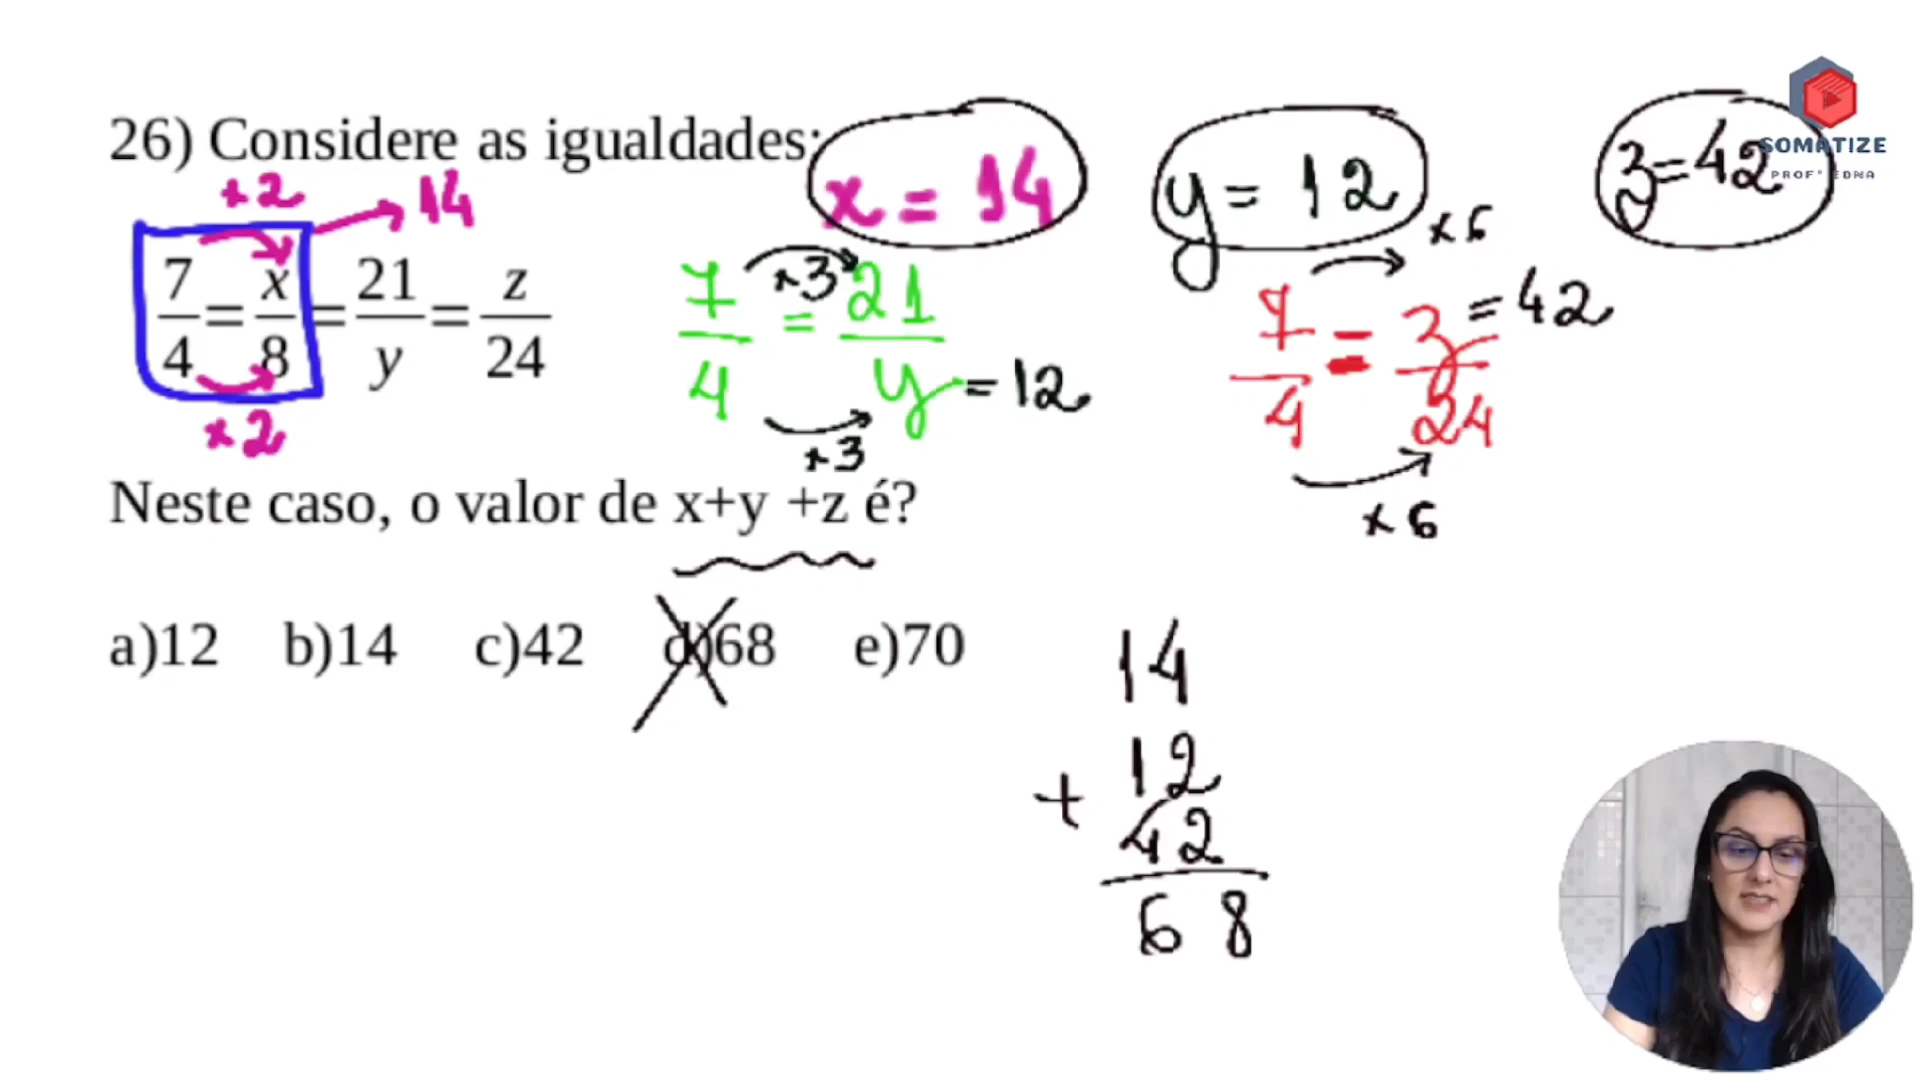 26) Considere as igualdades:
x = 14
y = 12
z = 42
SOMATIZE
PROFª EDNA
×2
14
7/4 = x/8 = 21/y = z/24
×2
×3
7/4 = 21/y = 12
×3
×6
7/4 = z/24 = 42
×6
Neste caso, o valor de x+y +z é?
a)12 b)14 c)42 d)68 e)70
14
12
+ 42
68